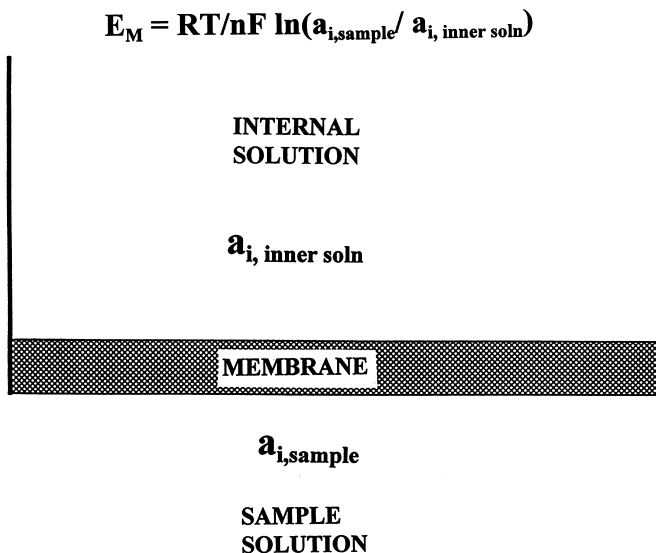 E_M = RT/nF ln(a_i,sample/ a_i, inner soln)
INTERNAL
SOLUTION
a_i, inner soln
MEMBRANE
a_i,sample
SAMPLE
SOLUTION